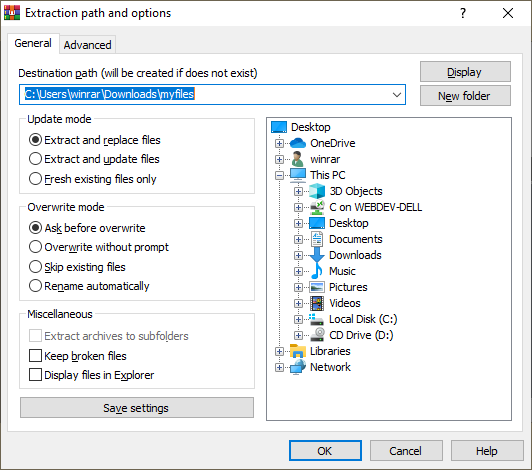 Extraction path and options
General
Advanced
Destination path (will be created if does not exist)
Display
C:\Users\winrar\Downloads\myfiles
New folder
Update mode
Extract and replace files
Extract and update files
Fresh existing files only
Overwrite mode
Ask before overwrite
Overwrite without prompt
Skip existing files
Rename automatically
Miscellaneous
Extract archives to subfolders
Keep broken files
Display files in Explorer
Save settings
Desktop
OneDrive
winrar
This PC
3D Objects
C on WEBDEV-DELL
Desktop
Documents
Downloads
Music
Pictures
Videos
Local Disk (C:)
CD Drive (D:)
Libraries
Network
OK
Cancel
Help